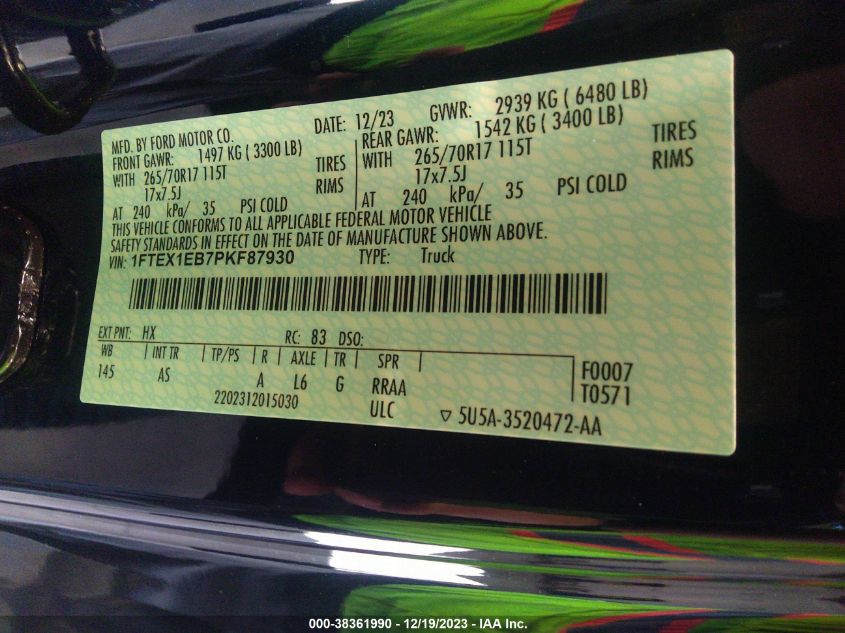 MFD. BY FORD MOTOR CO. DATE: 12/23 GVWR: 2939 KG ( 6480 LB)
FRONT GAWR: 1497 KG ( 3300 LB) REAR GAWR: 1542 KG ( 3400 LB)
WITH 265/70R17 115T TIRES WITH 265/70R17 115T TIRES
17x7.5J RIMS 17x7.5J RIMS
AT 240 kPa/ 35 PSI COLD AT 240 kPa/ 35 PSI COLD
THIS VEHICLE CONFORMS TO ALL APPLICABLE FEDERAL MOTOR VEHICLE
SAFETY STANDARDS IN EFFECT ON THE DATE OF MANUFACTURE SHOWN ABOVE.
VIN: 1FTEX1EB7PKF87930 TYPE: Truck
EXT PNT: HX RC: 83 DSO:
WB INT TR TP/PS R AXLE TR SPR F0007
145 AS A L6 G RRAA T0571
2202312015030 ULC 5U5A-3520472-AA
000-38361990 - 12/19/2023 - IAA Inc.